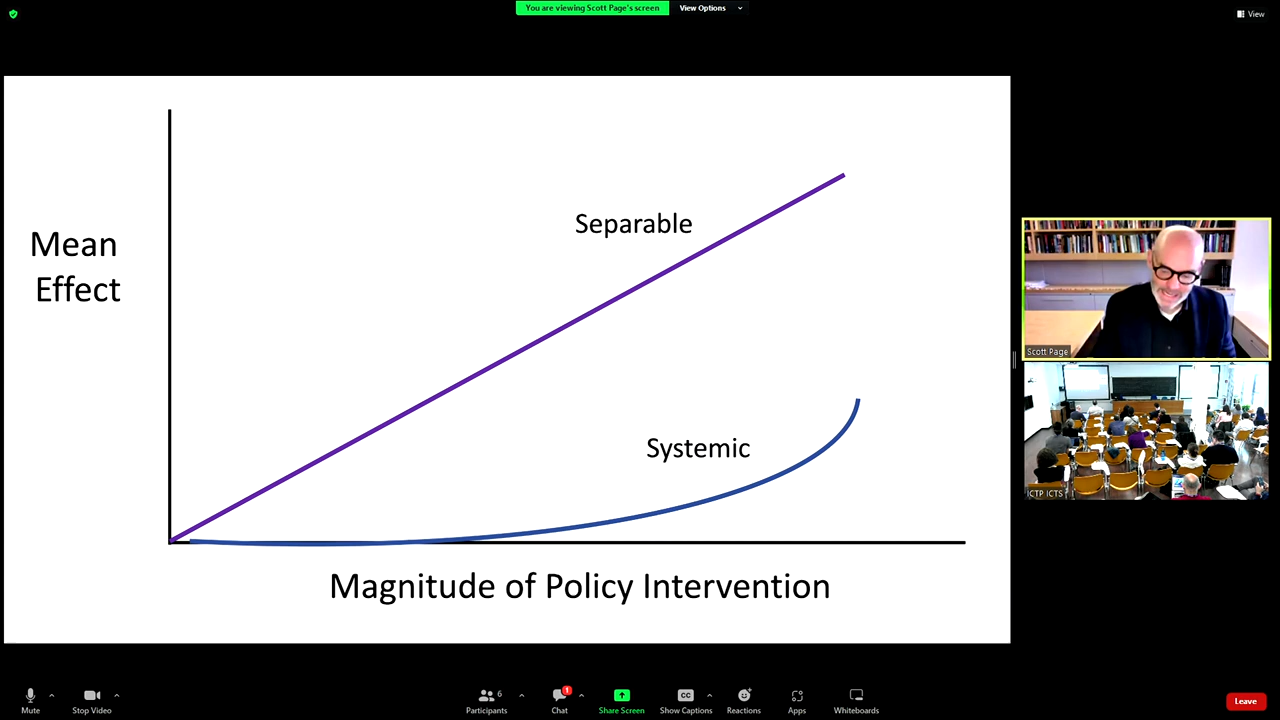 You are viewing Scott Page's screen
View Options
View
Separable
Mean
Effect
Systemic
Magnitude of Policy Intervention
Scott Page
ICTP ICTS
Mute
Stop Video
6
Participants
1
Chat
Share Screen
CC
Show Captions
Reactions
Apps
Whiteboards
Leave